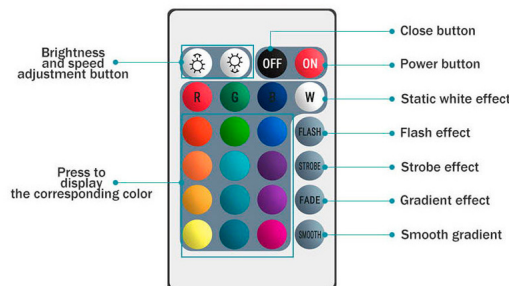 Brightness
and speed
adjustment button
Press to
display
the corresponding color
OFF
ON
R
G
B
W
FLASH
STROBE
FADE
SMOOTH
Close button
Power button
Static white effect
Flash effect
Strobe effect
Gradient effect
Smooth gradient